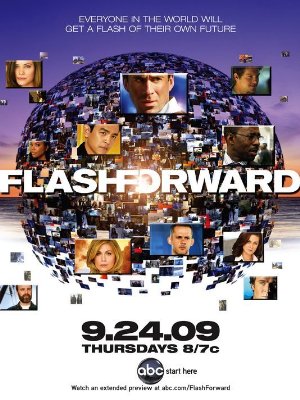 EVERYONE IN THE WORLD WILL
GET A FLASH OF THEIR OWN FUTURE
FLASHFORWARD
9.24.09
THURSDAYS 8/7c
abc start here
Watch an extended preview at abc.com/FlashForward